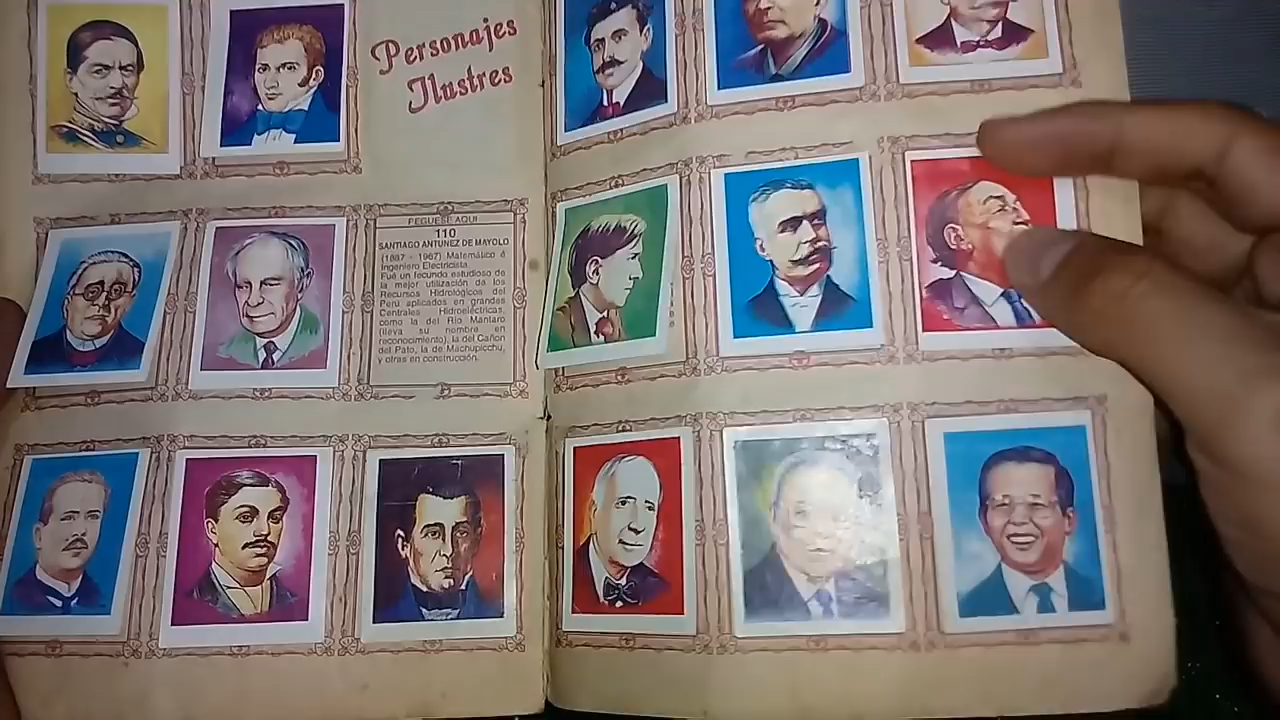 Personajes
Ilustres
PEGUESE AQUI
110
SANTIAGO ANTUNEZ DE MAYOLO
(1887 - 1967) Matemático é
Ingeniero Electricista.
Fué un fecundo estudioso de
la mejor utilización de los
Recursos Hidrológicos del
Perú aplicados en grandes
Centrales Hidroeléctricas,
como la del Río Mantaro
(lleva su nombre en
reconocimiento), la del Cañon
del Pato, la de Machupicchu,
y otras en construcción.